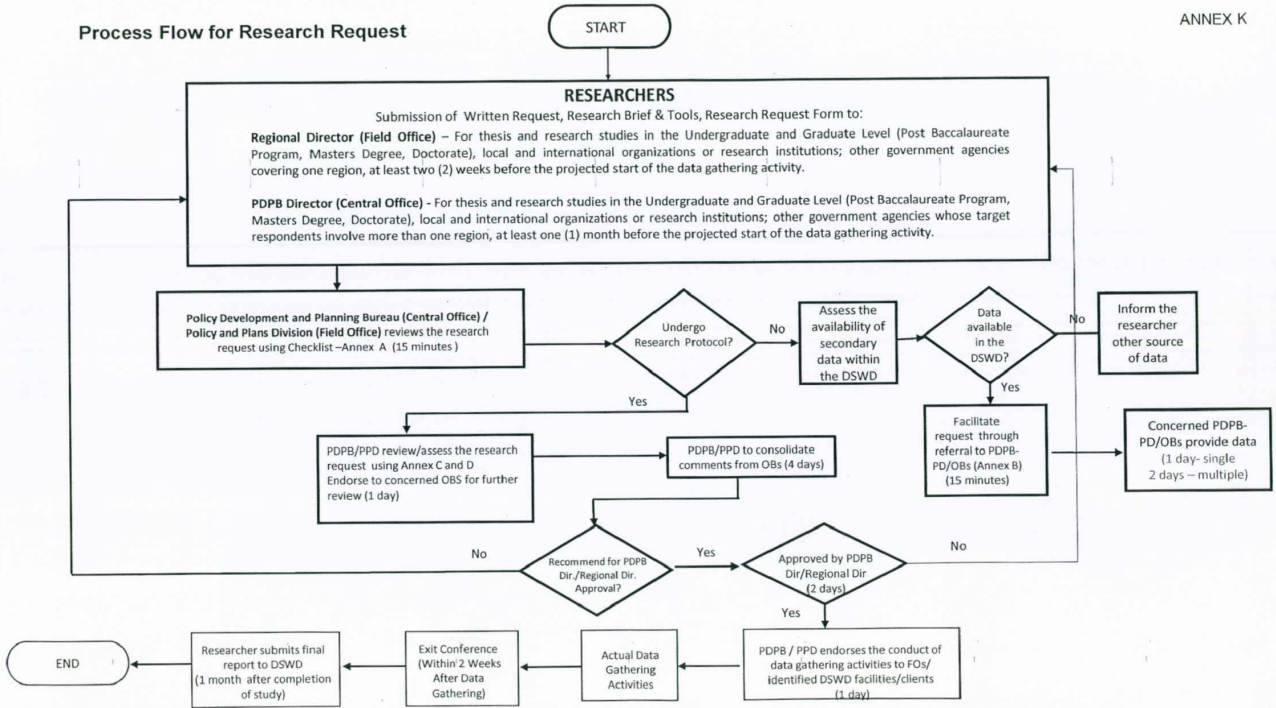 ANNEX K
Process Flow for Research Request
START
RESEARCHERS
Submission of Written Request, Research Brief & Tools, Research Request Form to:
Regional Director (Field Office) – For thesis and research studies in the Undergraduate and Graduate Level (Post Baccalaureate
Program, Masters Degree, Doctorate), local and international organizations or research institutions; other government agencies
covering one region, at least two (2) weeks before the projected start of the data gathering activity.
PDPB Director (Central Office) - For thesis and research studies in the Undergraduate and Graduate Level (Post Baccalaureate Program,
Masters Degree, Doctorate), local and international organizations or research institutions; other government agencies whose target
respondents involve more than one region, at least one (1) month before the projected start of the data gathering activity.
Policy Development and Planning Bureau (Central Office) /
Policy and Plans Division (Field Office) reviews the research
request using Checklist –Annex A (15 minutes )
Undergo
Research Protocol?
No
Assess the
availability of
secondary
data within
the DSWD
Data
available
in the
DSWD?
No
Inform the
researcher
other source
of data
Yes
Yes
PDPB/PPD review/assess the research
request using Annex C and D
Endorse to concerned OBS for further
review (1 day)
PDPB/PPD to consolidate
comments from OBs (4 days)
Facilitate
request through
referral to PDPB-
PD/OBs (Annex B)
(15 minutes)
Concerned PDPB-
PD/OBs provide data
(1 day- single
2 days – multiple)
No
Recommend for PDPB
Dir./Regional Dir.
Approval?
Yes
Approved by PDPB
Dir/Regional Dir
(2 days)
No
Yes
END
Researcher submits final
report to DSWD
(1 month after completion
of study)
Exit Conference
(Within 2 Weeks
After Data
Gathering)
Actual Data
Gathering
Activities
PDPB / PPD endorses the conduct of
data gathering activities to FOs/
identified DSWD facilities/clients
(1 day)